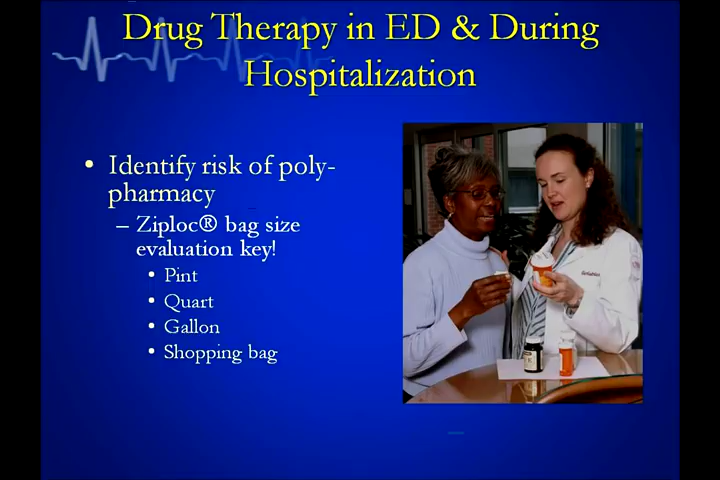 Drug Therapy in ED & During
Hospitalization
• Identify risk of poly-
pharmacy
– Ziploc® bag size
evaluation key!
• Pint
• Quart
• Gallon
• Shopping bag